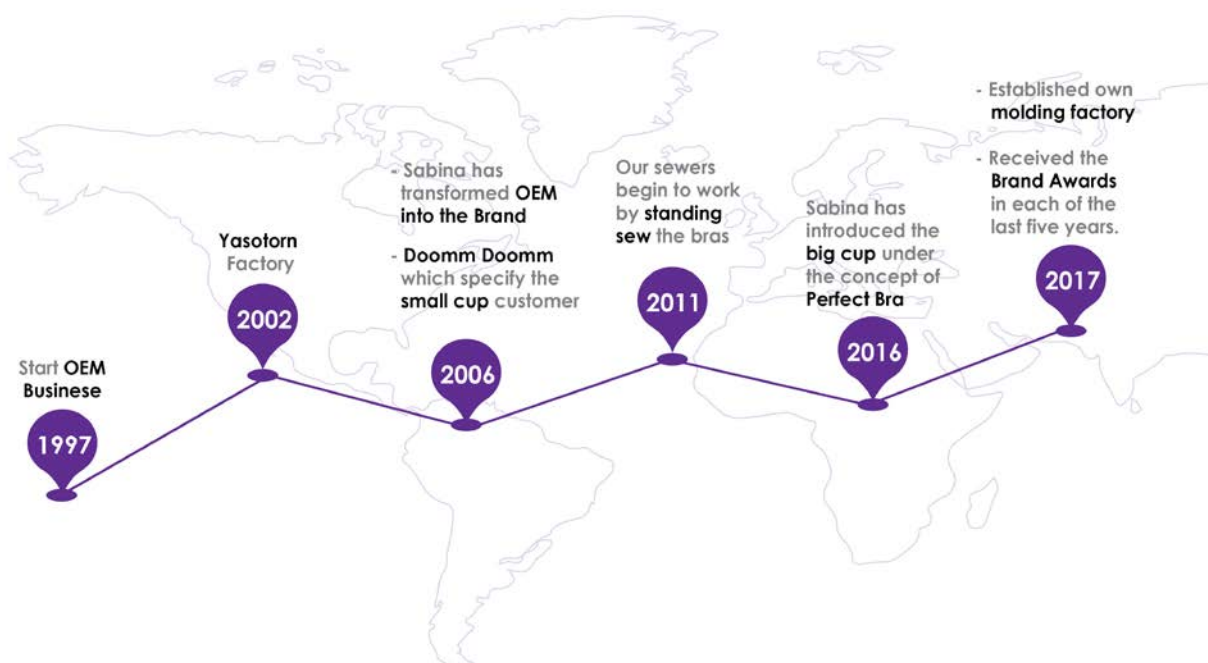 Start OEM
Businese
1997
Yasotorn
Factory
2002
- Sabina has
transformed OEM
into the Brand
- Doomm Doomm
which specify the
small cup customer
2006
Our sewers
begin to work
by standing
sew the bras
2011
Sabina has
introduced the
big cup under
the concept of
Perfect Bra
2016
- Established own
molding factory
- Received the
Brand Awards
in each of the
last five years.
2017